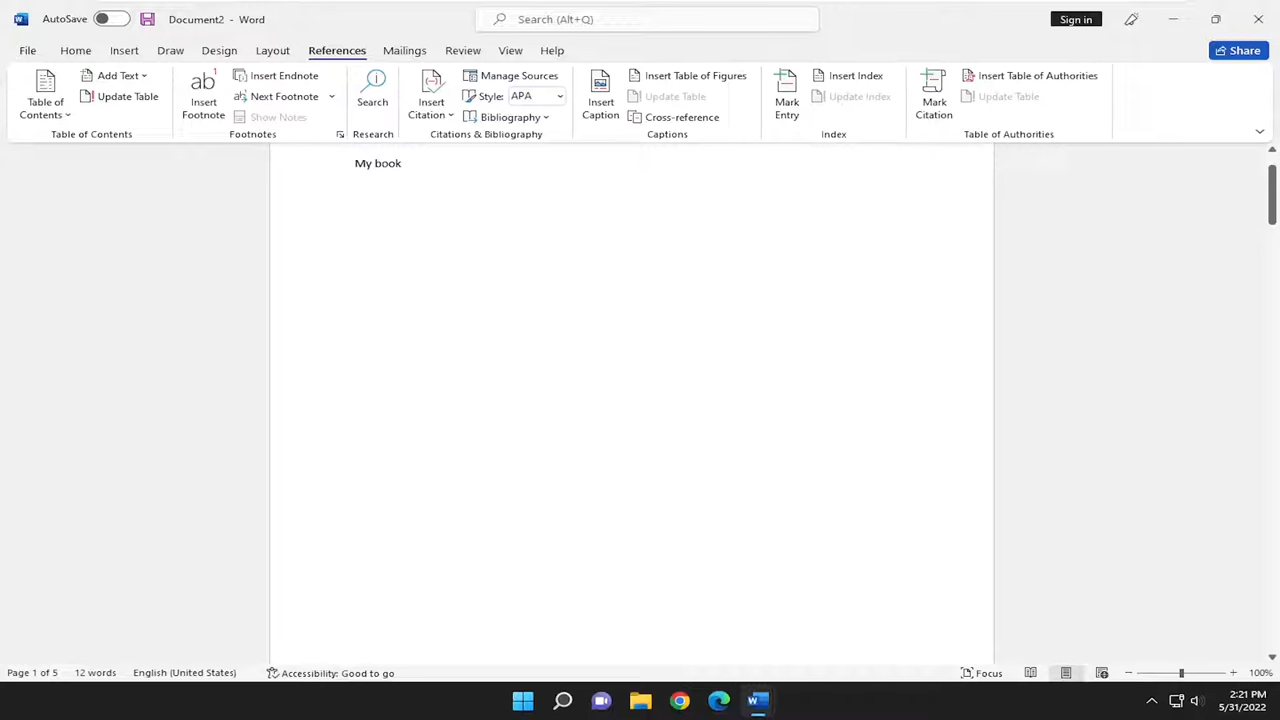 AutoSave Document2 - Word Search (Alt+Q) Sign in
File Home Insert Draw Design Layout References Mailings Review View Help Share
Table of Contents
Add Text
Update Table
Table of Contents
ab1
Insert Footnote
Insert Endnote
Next Footnote
Show Notes
Footnotes
Search
Research
Insert Citation
Manage Sources
Style: APA
Bibliography
Citations & Bibliography
Insert Caption
Insert Table of Figures
Update Table
Cross-reference
Captions
Mark Entry
Insert Index
Update Index
Index
Mark Citation
Insert Table of Authorities
Update Table
Table of Authorities
My book
Page 1 of 5 12 words English (United States) Accessibility: Good to go Focus 100%
2:21 PM
5/31/2022